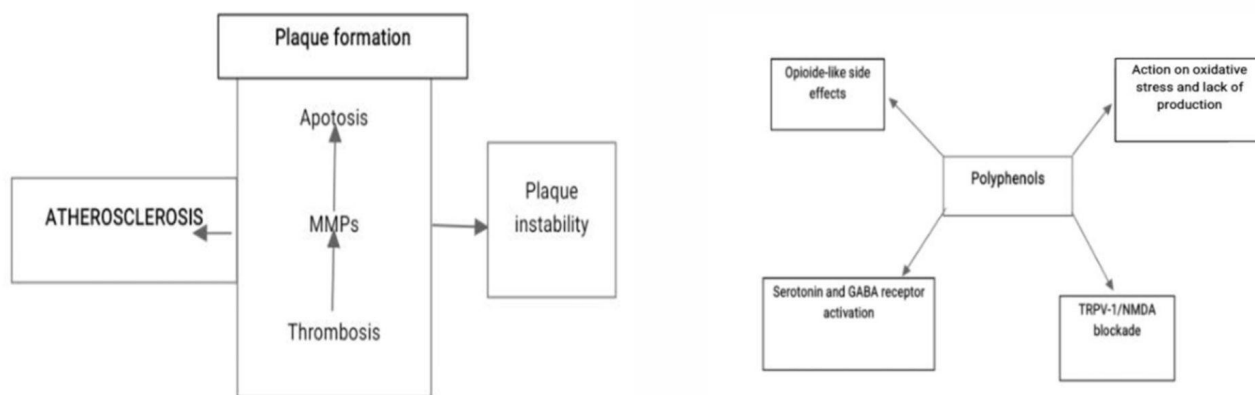 Plaque formation
Apotosis
ATHEROSCLEROSIS
MMPs
Thrombosis
Plaque
instability
Opioide-like side
effects
Action on oxidative
stress and lack of
production
Polyphenols
Serotonin and GABA receptor
activation
TRPV-1/NMDA
blockade